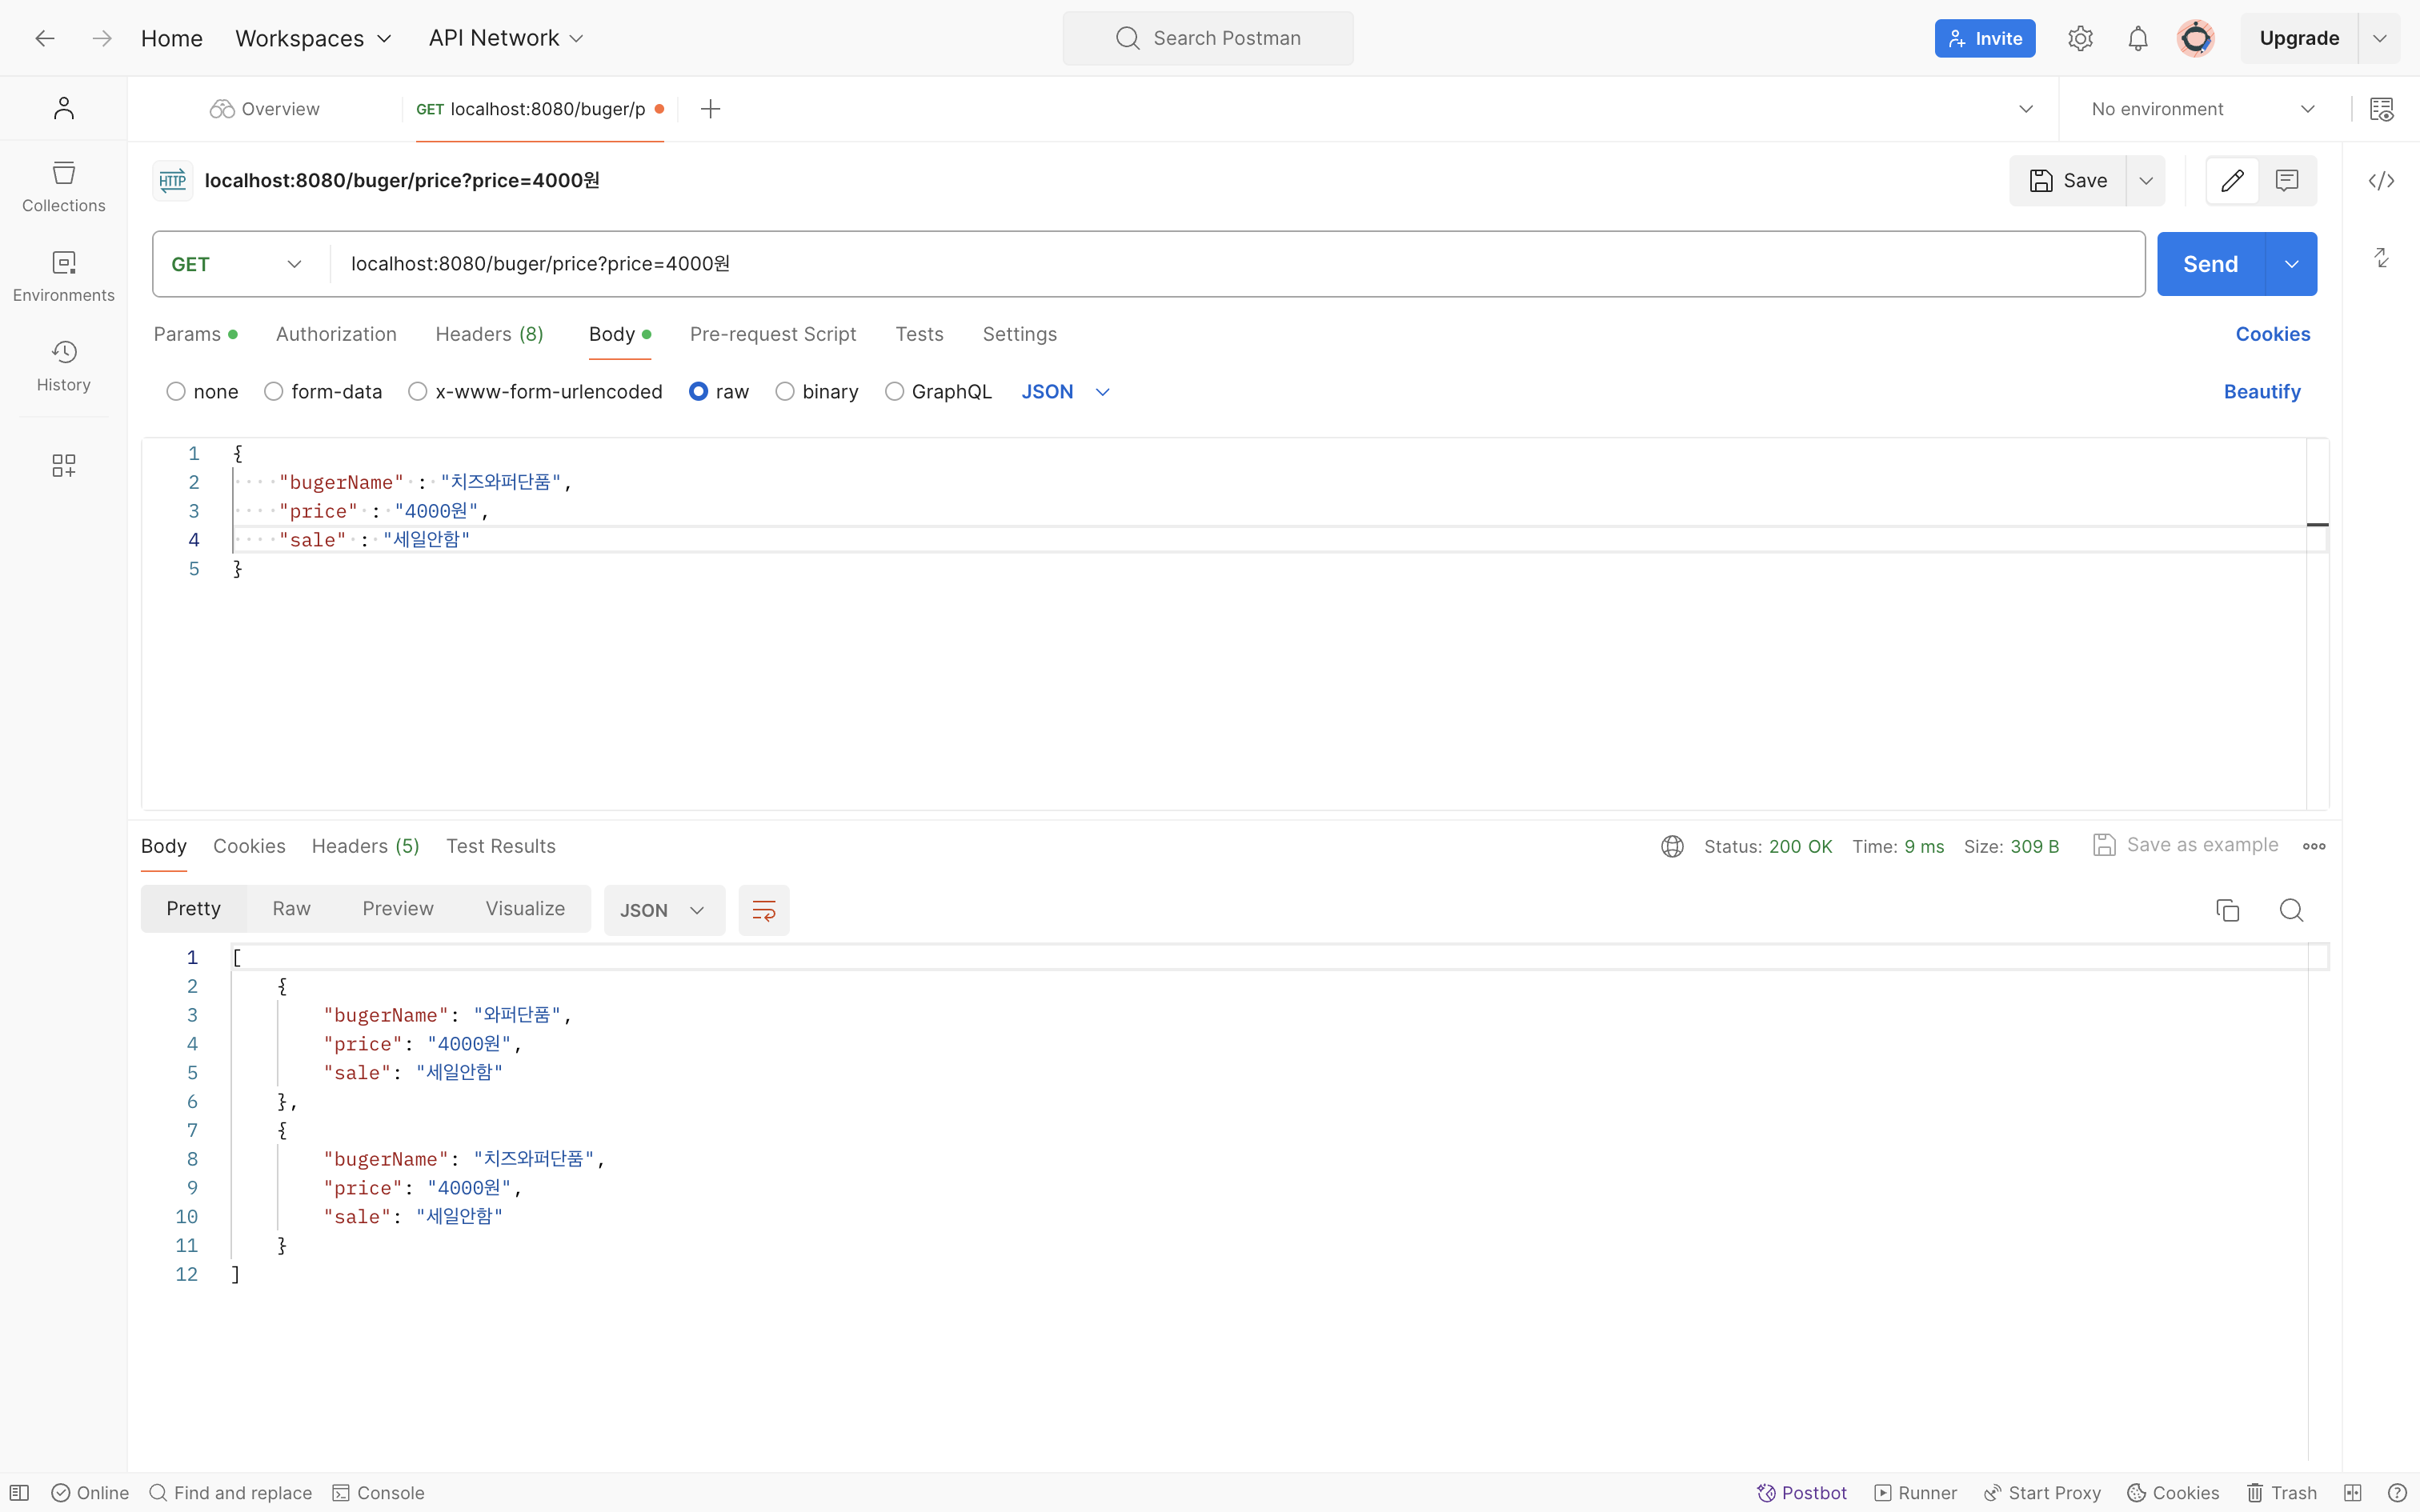 Home Workspaces API Network Search Postman Invite Upgrade
Overview GET localhost:8080/buger/p No environment
HTTP localhost:8080/buger/price?price=4000원 Save
Collections
GET localhost:8080/buger/price?price=4000원 Send
Environments
Params Authorization Headers (8) Body Pre-request Script Tests Settings Cookies
History
none form-data x-www-form-urlencoded raw binary GraphQL JSON Beautify
1 {
2 "bugerName" : "치즈와퍼단품",
3 "price" : "4000원",
4 "sale" : "세일안함"
5 }
Body Cookies Headers (5) Test Results Status: 200 OK Time: 9 ms Size: 309 B Save as example
Pretty Raw Preview Visualize JSON
1 [
2 {
3 "bugerName": "와퍼단품",
4 "price": "4000원",
5 "sale": "세일안함"
6 },
7 {
8 "bugerName": "치즈와퍼단품",
9 "price": "4000원",
10 "sale": "세일안함"
11 }
12 ]
Online Find and replace Console Postbot Runner Start Proxy Cookies Trash